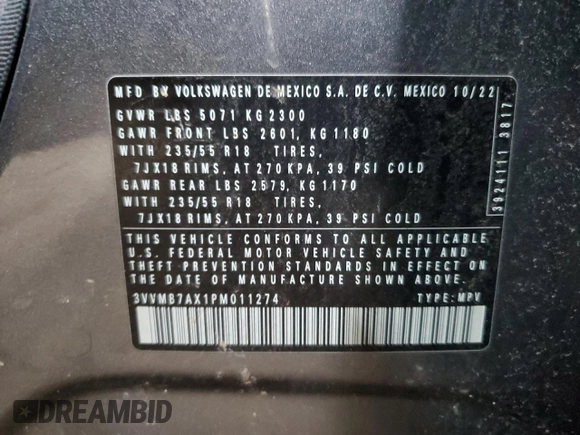 MFD BY VOLKSWAGEN DE MEXICO S.A. DE C.V. MEXICO 10/22
GVWR LBS 5071 KG 2300
GAWR FRONT LBS 2601, KG 1180
WITH 235/55 R18 TIRES,
7JX18 RIMS, AT 270 KPA, 39 PSI COLD
GAWR REAR LBS 2579, KG 1170
WITH 235/55 R18 TIRES,
7JX18 RIMS, AT 270 KPA, 39 PSI COLD
3924111 3817
THIS VEHICLE CONFORMS TO ALL APPLICABLE
U.S. FEDERAL MOTOR VEHICLE SAFETY AND
THEFT PREVENTION STANDARDS IN EFFECT ON
THE DATE OF MANUFACTURE SHOWN ABOVE.
3VVMB7AX1PM011274 TYPE: MPV
DREAMBID